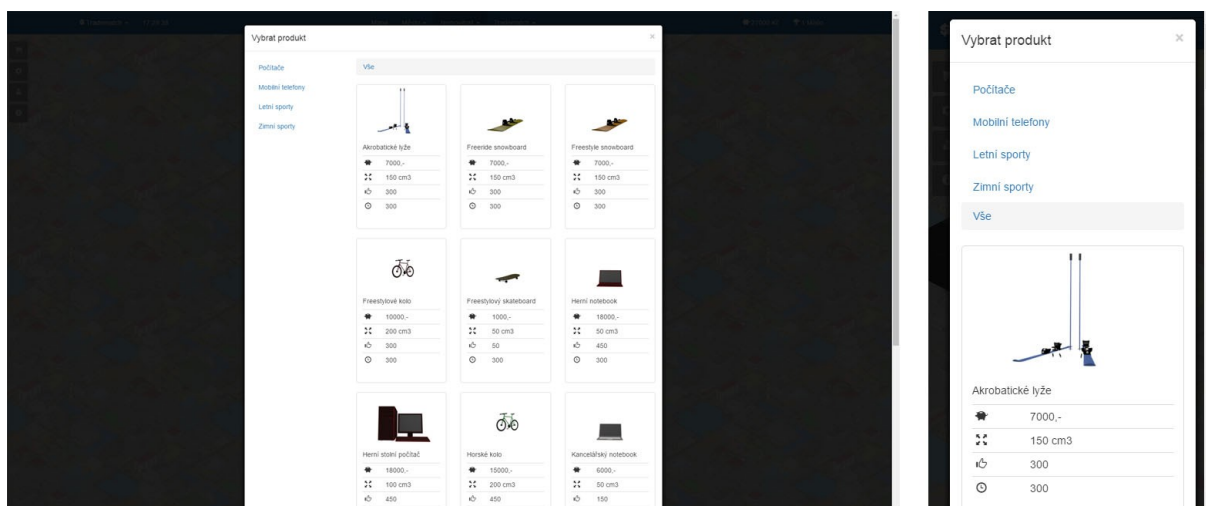 Vybrat produkt ×
Počítače
Mobilní telefony
Letní sporty
Zimní sporty
Vše
Akrobatické lyže
7000,-
150 cm3
300
300
Freeride snowboard
7000,-
150 cm3
300
300
Freestyle snowboard
7000,-
150 cm3
300
300
Freestylové kolo
10000,-
200 cm3
300
300
Freestylový skateboard
1000,-
50 cm3
50
300
Herní notebook
18000,-
50 cm3
450
300
Herní stolní počítač
18000,-
100 cm3
450
Horské kolo
15000,-
200 cm3
450
Kancelářský notebook
6000,-
50 cm3
150
Vybrat produkt ×
Počítače
Mobilní telefony
Letní sporty
Zimní sporty
Vše
Akrobatické lyže
7000,-
150 cm3
300
300